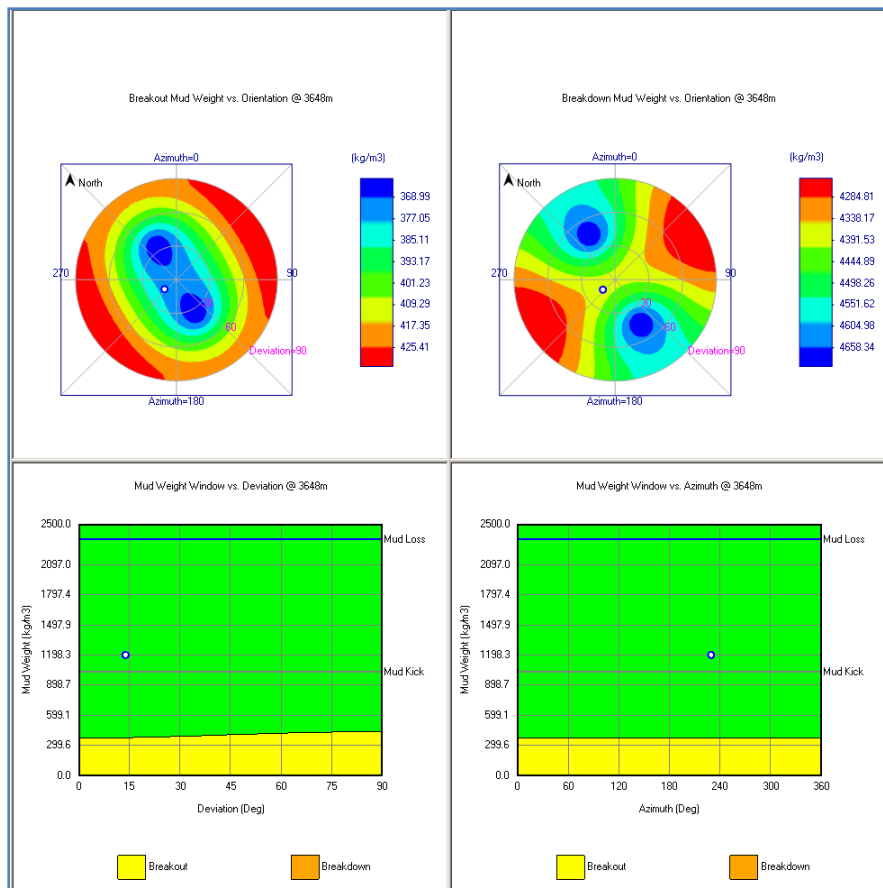 Breakout Mud Weight vs. Orientation @ 3648m
Azimuth=0
(kg/m3)
North
368.99
377.05
385.11
393.17
401.23
409.29
417.35
425.41
270
90
30
60
Deviation=90
Azimuth=180
Breakdown Mud Weight vs. Orientation @ 3648m
Azimuth=0
(kg/m3)
North
4284.81
4338.17
4391.53
4444.89
4498.26
4551.62
4604.98
4658.34
270
90
30
60
Deviation=90
Azimuth=180
Mud Weight Window vs. Deviation @ 3648m
2500.0
2097.0
1797.4
1497.9
1198.3
898.7
599.1
299.6
0.0
Mud Weight (kg/m3)
Mud Loss
Mud Kick
0 15 30 45 60 75 90
Deviation (Deg)
Breakout
Breakdown
Mud Weight Window vs. Azimuth @ 3648m
2500.0
2097.0
1797.4
1497.9
1198.3
898.7
599.1
299.6
0.0
Mud Weight (kg/m3)
Mud Loss
Mud Kick
0 60 120 180 240 300 360
Azimuth (Deg)
Breakout
Breakdown